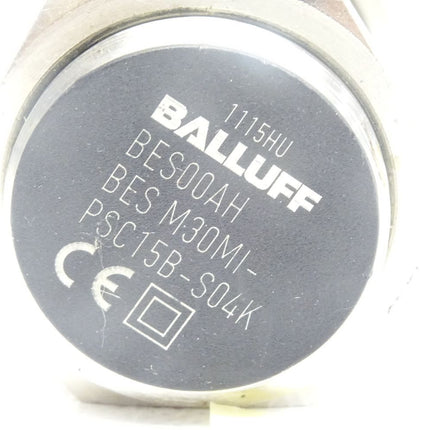 1115HU
BALLUFF
BES00AH
BES M30MI-
PSC15B-S04K
CE